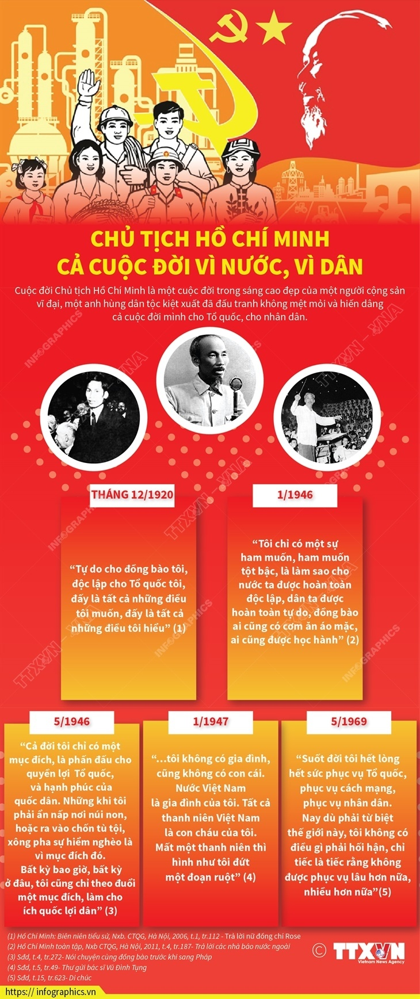 CHỦ TỊCH HỒ CHÍ MINH
CẢ CUỘC ĐỜI VÌ NƯỚC, VÌ DÂN
Cuộc đời Chủ tịch Hồ Chí Minh là một cuộc đời trong sáng cao đẹp của một người cộng sản
vĩ đại, một anh hùng dân tộc kiệt xuất đã đấu tranh không mệt mỏi và hiến dâng
cả cuộc đời mình cho Tổ quốc, cho nhân dân.
INFOGRAPHICS
TTXVN - VNA
THÁNG 12/1920
“Tự do cho đồng bào tôi,
độc lập cho Tổ quốc tôi,
đấy là tất cả những điều
tôi muốn, đấy là tất cả
những điều tôi hiểu” (1)
1/1946
“Tôi chỉ có một sự
ham muốn, ham muốn
tột bậc, là làm sao cho
nước ta được hoàn toàn
độc lập, dân ta được
hoàn toàn tự do, đồng bào
ai cũng có cơm ăn áo mặc,
ai cũng được học hành” (2)
5/1946
“Cả đời tôi chỉ có một
mục đích, là phấn đấu cho
quyền lợi Tổ quốc,
và hạnh phúc của
quốc dân. Những khi tôi
phải ẩn nấp nơi núi non,
hoặc ra vào chốn tù tội,
xông pha sự hiểm nghèo là
vì mục đích đó.
Bất kỳ bao giờ, bất kỳ
ở đâu, tôi cũng chỉ theo đuổi
một mục đích, làm cho
ích quốc lợi dân” (3)
1/1947
“...tôi không có gia đình,
cũng không có con cái.
Nước Việt Nam
là gia đình của tôi. Tất cả
thanh niên Việt Nam
là con cháu của tôi.
Mất một thanh niên thì
hình như tôi đứt
một đoạn ruột” (4)
5/1969
“Suốt đời tôi hết lòng
hết sức phục vụ Tổ quốc,
phục vụ cách mạng,
phục vụ nhân dân.
Nay dù phải từ biệt
thế giới này, tôi không có
điều gì phải hối hận, chỉ
tiếc là tiếc rằng không
được phục vụ lâu hơn nữa,
nhiều hơn nữa”(5)
(1) Hồ Chí Minh: Biên niên tiểu sử, Nxb. CTQG, Hà Nội, 2006, t.1, tr.112 - Trả lời nữ đồng chí Rose
(2) Hồ Chí Minh toàn tập, Nxb CTQG, Hà Nội, 2011, t.4, tr.187- Trả lời các nhà báo nước ngoài
(3) Sđd, t.4, tr.272- Nói chuyện cùng đồng bào trước khi sang Pháp
(4) Sđd, t.5, tr.49- Thư gửi bác sĩ Vũ Đình Tụng
(5) Sđd, t.15, tr.623- Di chúc
© TTXVN
Vietnam News Agency
https:// infographics.vn